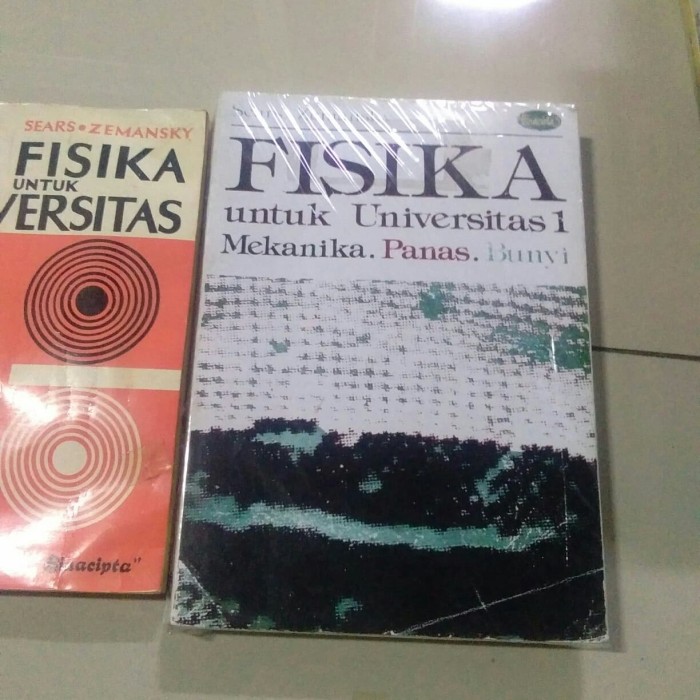 SEARS • ZEMANSKY
FISIKA
UNTUK
VERSITAS
FISIKA
untuk Universitas 1
Mekanika. Panas. Bunyi